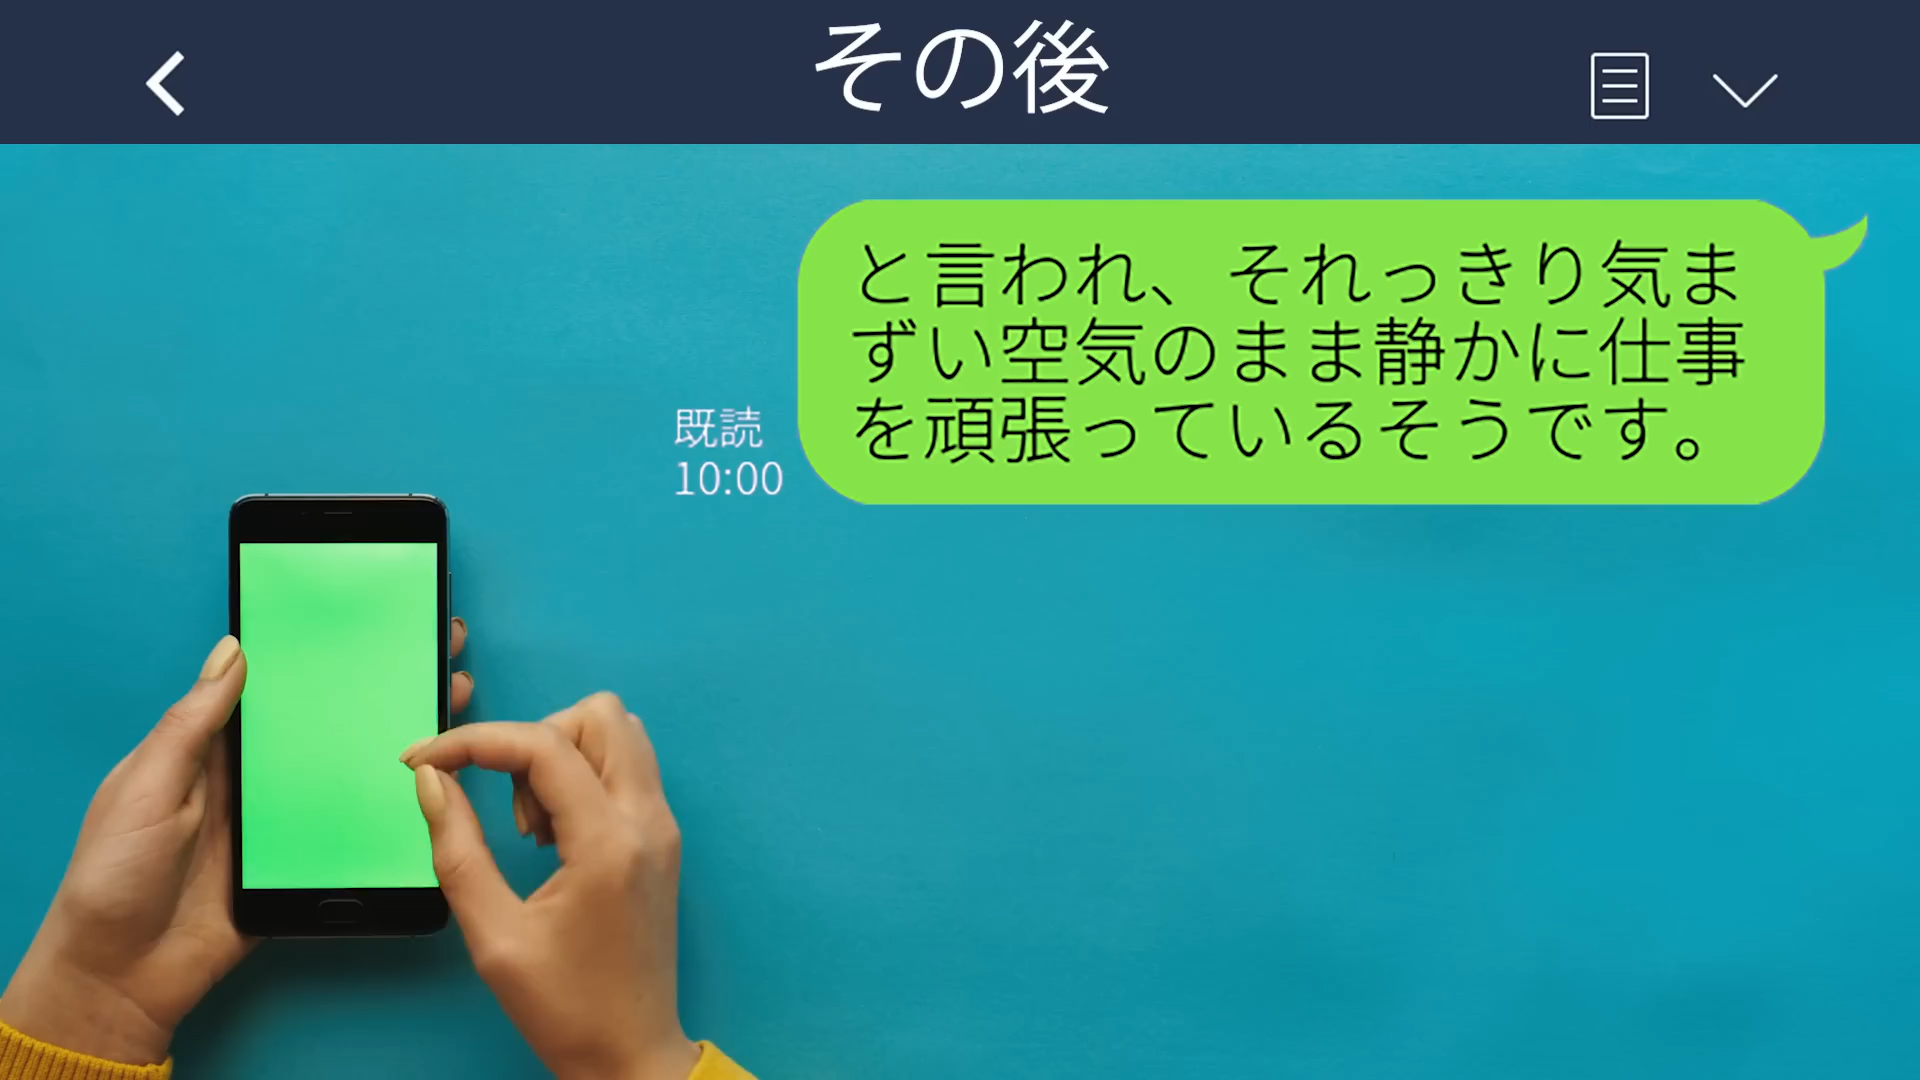 その後
と言われ、それっきり気ま
ずい空気のまま静かに仕事
を頑張っているそうです。
既読
10:00